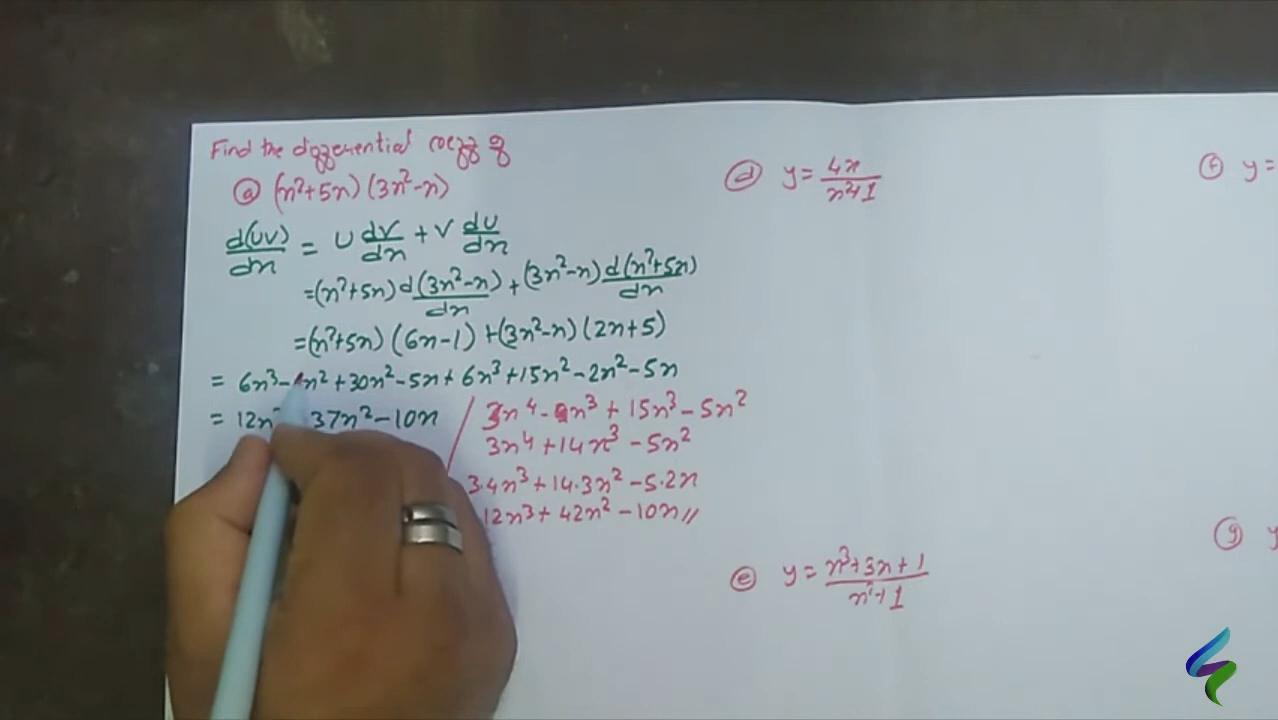 Find the differential coeff of
ⓐ (x²+5x) (3x²-x)
d(UV)/dx = U dV/dx + V dU/dx
=(x²+5x) d(3x²-x)/dx + (3x²-x) d(x²+5x)/dx
=(x²+5x) (6x-1) +(3x²-x) (2x+5)
= 6x³- x² +30x²-5x+ 6x³+15x²-2x²-5x
= 12x 37x²-10x
3x⁴- x³ + 15x³-5x²
3x⁴+14x³-5x²
3.4x³+14.3x²-5.2x
12x³+ 42x²-10x//
ⓓ y= 4x/x²+1
ⓔ y= x³+3x+1/x²+1
ⓕ y=
ⓖ y